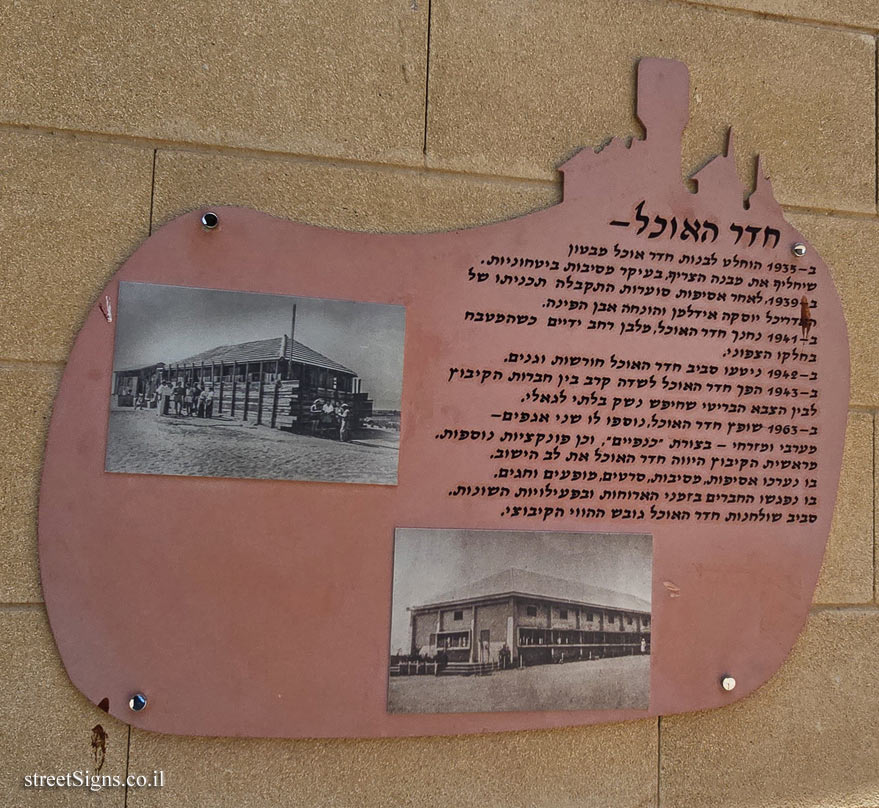 חדר האוכל–
ב–1935 הוחלט לבנות חדר אוכל מבטון
שיחליף את מבנה הצריף,בעיקר מסיבות ביטחוניות.
ב–1939,לאחר אסיפות סוערות התקבלה תכניתו של
האדריכל יוסקה אידלמן והונחה אבן הפינה.
ב–1941 נחנך חדר האוכל,מלבן רחב ידיים כשהמטבח
בחלקו הצפוני.
ב–1942 ניטעו סביב חדר האוכל חורשות וגנים.
ב–1943 הפך חדר האוכל לשדה קרב בין חברות הקיבוץ
לבין הצבא הבריטי שחיפש נשק בלתי לגאלי.
ב–1963 שופץ חדר האוכל,נוספו לו שני אגפים–
מערבי ומזרחי – בצורת "כנפיים", וכן פונקציות נוספות.
מראשית הקיבוץ היווה חדר האוכל את לב הישוב.
בו נערכו אסיפות,מסיבות,סרטים,מופעים וחגים.
בו נפגשו החברים בזמני הארוחות ובפעילויות השונות.
סביב שולחנות חדר האוכל גובש ההווי הקיבוצי.
streetSigns.co.il